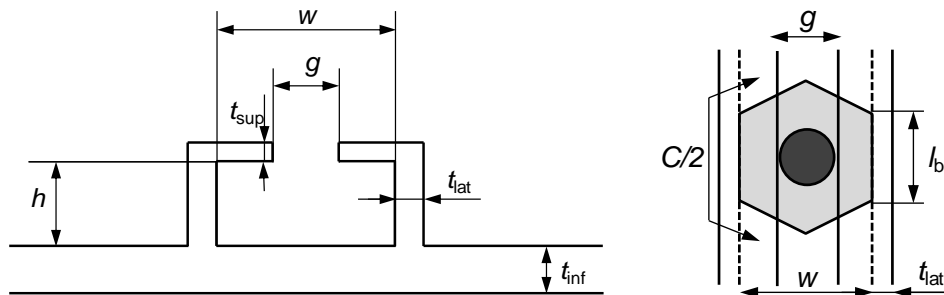 w
g
t_sup
h
t_lat
t_inf
g
C/2
l_b
w
t_lat